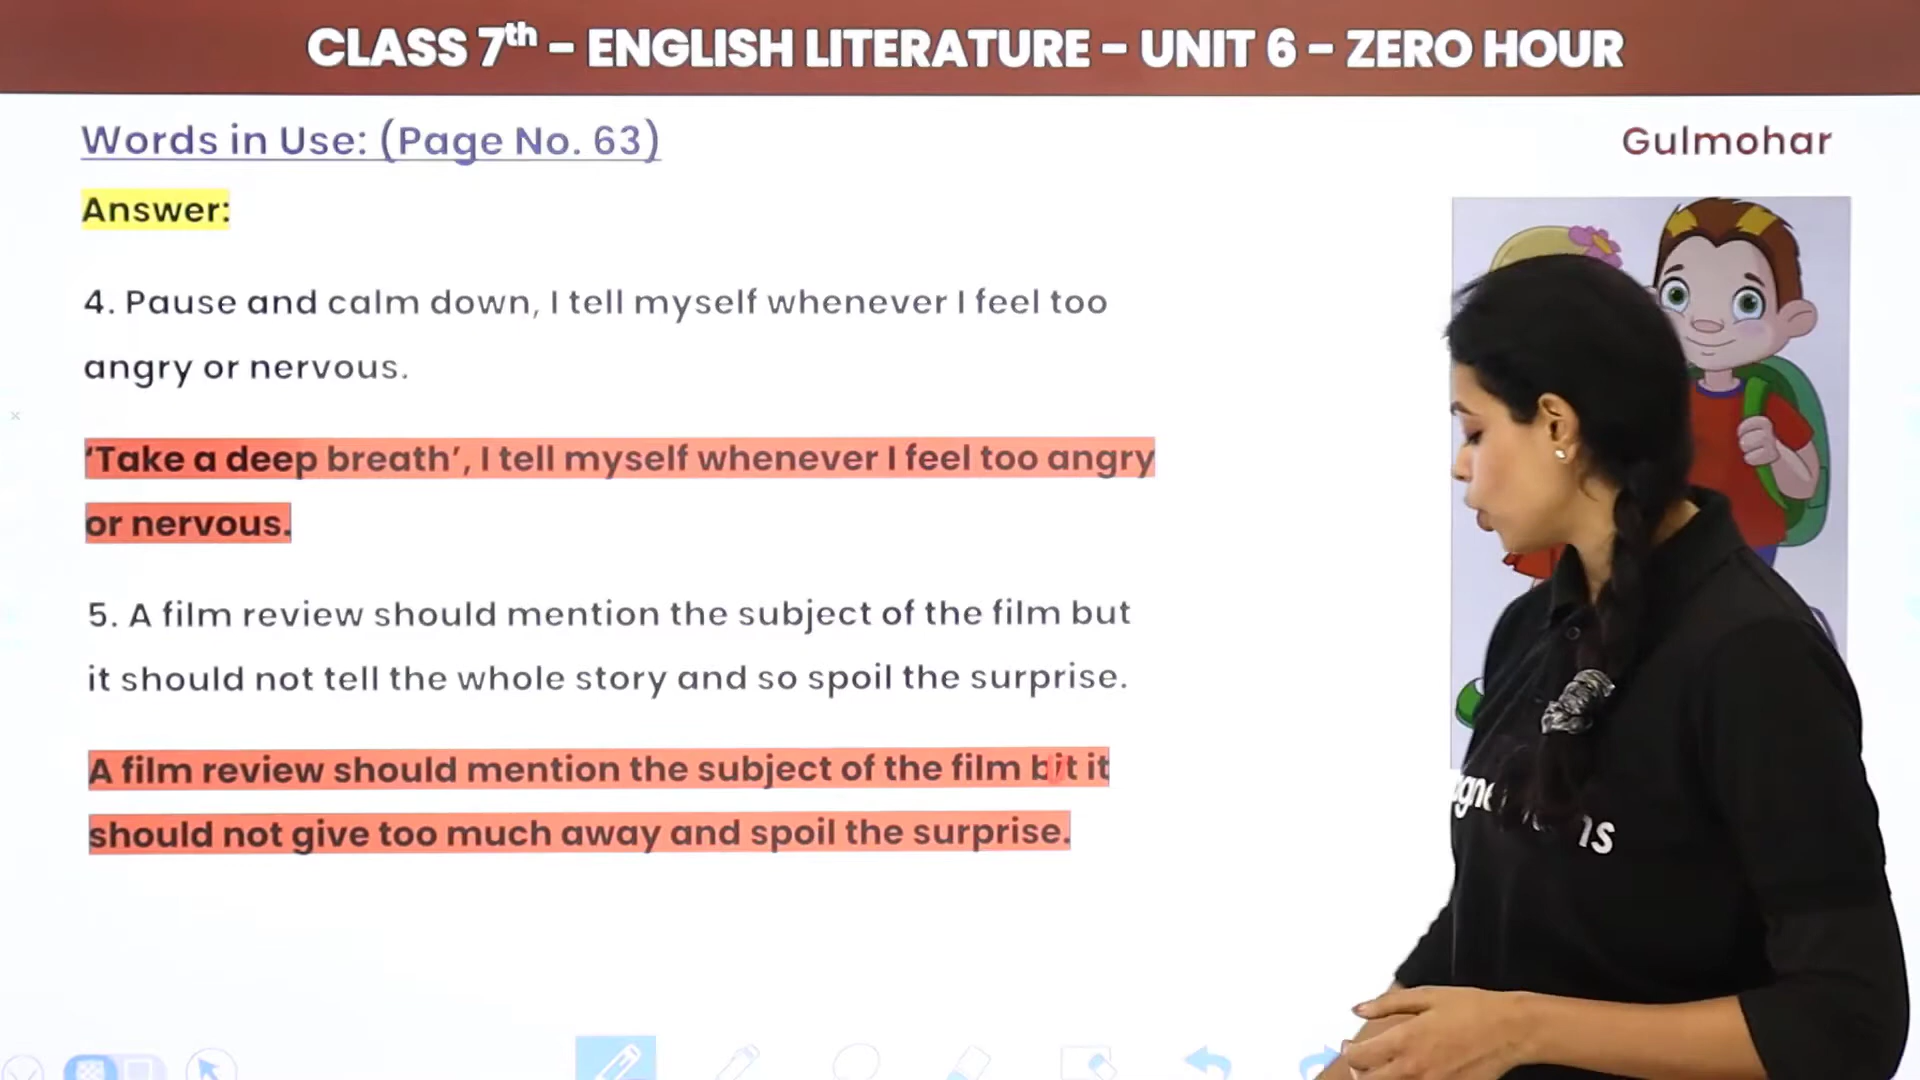 CLASS 7th – ENGLISH LITERATURE – UNIT 6 – ZERO HOUR
Words in Use: (Page No. 63)
Gulmohar
Answer:
4. Pause and calm down, I tell myself whenever I feel too
angry or nervous.
‘Take a deep breath’, I tell myself whenever I feel too angry
or nervous.
5. A film review should mention the subject of the film but
it should not tell the whole story and so spoil the surprise.
A film review should mention the subject of the film but it
should not give too much away and spoil the surprise.